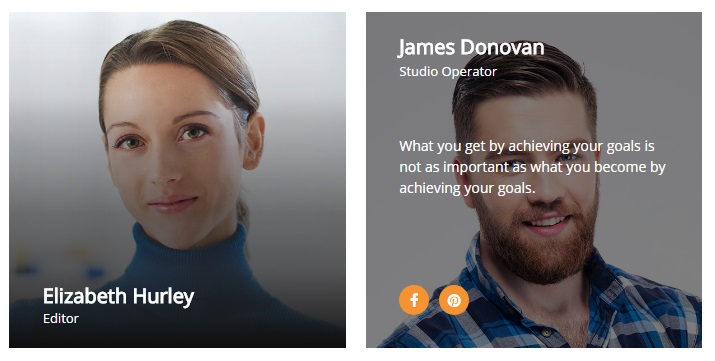 Elizabeth Hurley
Editor
James Donovan
Studio Operator
What you get by achieving your goals is
not as important as what you become by
achieving your goals.